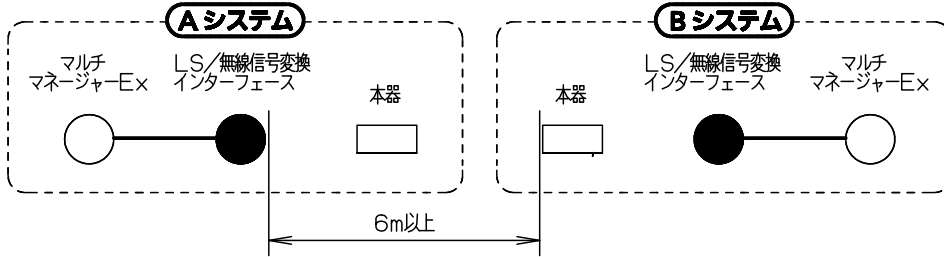 Aシステム
Bシステム
マルチ
マネージャーEx
LS/無線信号変換
インターフェース
本器
本器
LS/無線信号変換
インターフェース
マルチ
マネージャーEx
6m以上